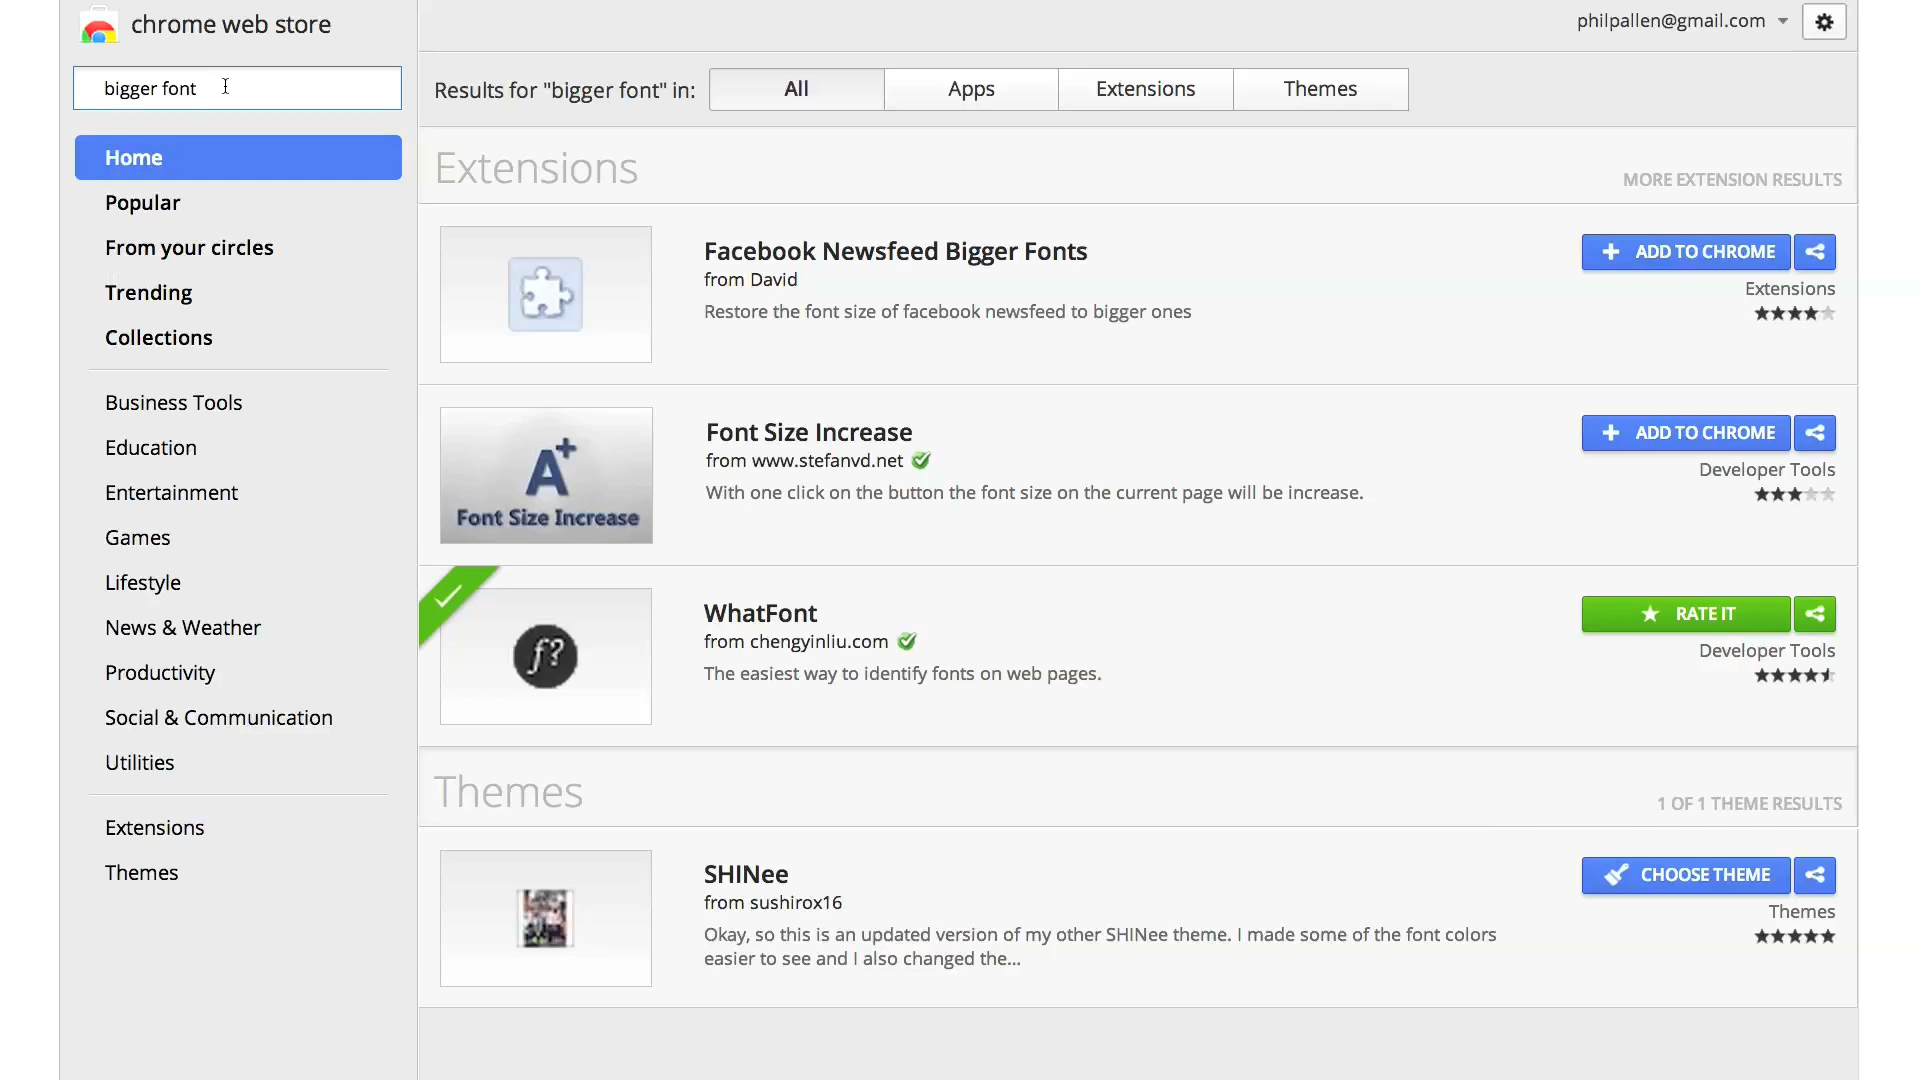 chrome web store
philpallen@gmail.com
bigger font
Results for "bigger font" in:
All
Apps
Extensions
Themes
Home
Popular
From your circles
Trending
Collections
Business Tools
Education
Entertainment
Games
Lifestyle
News & Weather
Productivity
Social & Communication
Utilities
Extensions
Themes
Extensions
MORE EXTENSION RESULTS
Facebook Newsfeed Bigger Fonts
from David
Restore the font size of facebook newsfeed to bigger ones
ADD TO CHROME
Extensions
A+
Font Size Increase
Font Size Increase
from www.stefanvd.net
With one click on the button the font size on the current page will be increase.
ADD TO CHROME
Developer Tools
f?
WhatFont
from chengyinliu.com
The easiest way to identify fonts on web pages.
RATE IT
Developer Tools
Themes
1 OF 1 THEME RESULTS
SHINee
from sushirox16
Okay, so this is an updated version of my other SHINee theme. I made some of the font colors
easier to see and I also changed the...
CHOOSE THEME
Themes